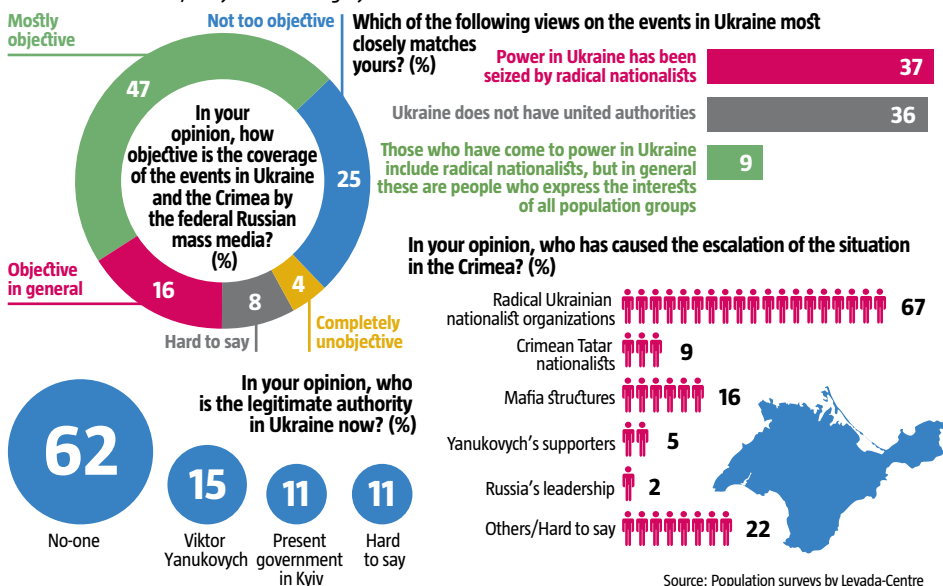 Mostly
objective
Not too objective
47
25
4
8
16
In your
opinion, how
objective is the coverage
of the events in Ukraine
and the Crimea by
the federal Russian
mass media?
(%)
Objective
in general
Hard to say
Completely
unobjective
Which of the following views on the events in Ukraine most
closely matches
yours? (%)
Power in Ukraine has been
seized by radical nationalists
37
Ukraine does not have united authorities
36
Those who have come to power in Ukraine
include radical nationalists, but in general
these are people who express the interests
of all population groups
9
In your opinion, who has caused the escalation of the situation
in the Crimea? (%)
Radical Ukrainian
nationalist organizations
67
Crimean Tatar
nationalists
9
Mafia structures
16
Yanukovych's supporters
5
Russia's leadership
2
Others/Hard to say
22
In your opinion, who
is the legitimate authority
in Ukraine now? (%)
62
No-one
15
Viktor
Yanukovych
11
Present
government
in Kyiv
11
Hard
to say
Source: Population surveys by Levada-Centre